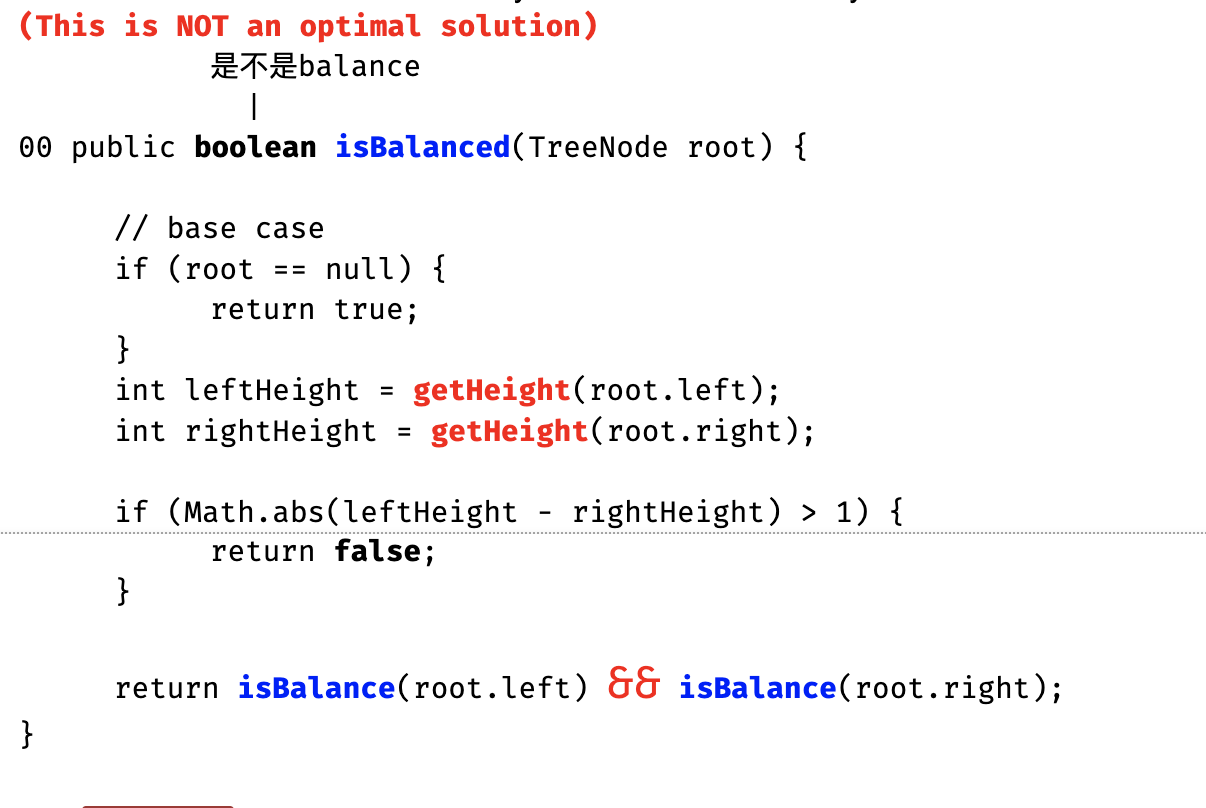 (This is NOT an optimal solution)
是不是balance
|
00 public boolean isBalanced(TreeNode root) {
// base case
if (root == null) {
return true;
}
int leftHeight = getHeight(root.left);
int rightHeight = getHeight(root.right);
if (Math.abs(leftHeight - rightHeight) > 1) {
return false;
}
return isBalance(root.left) && isBalance(root.right);
}